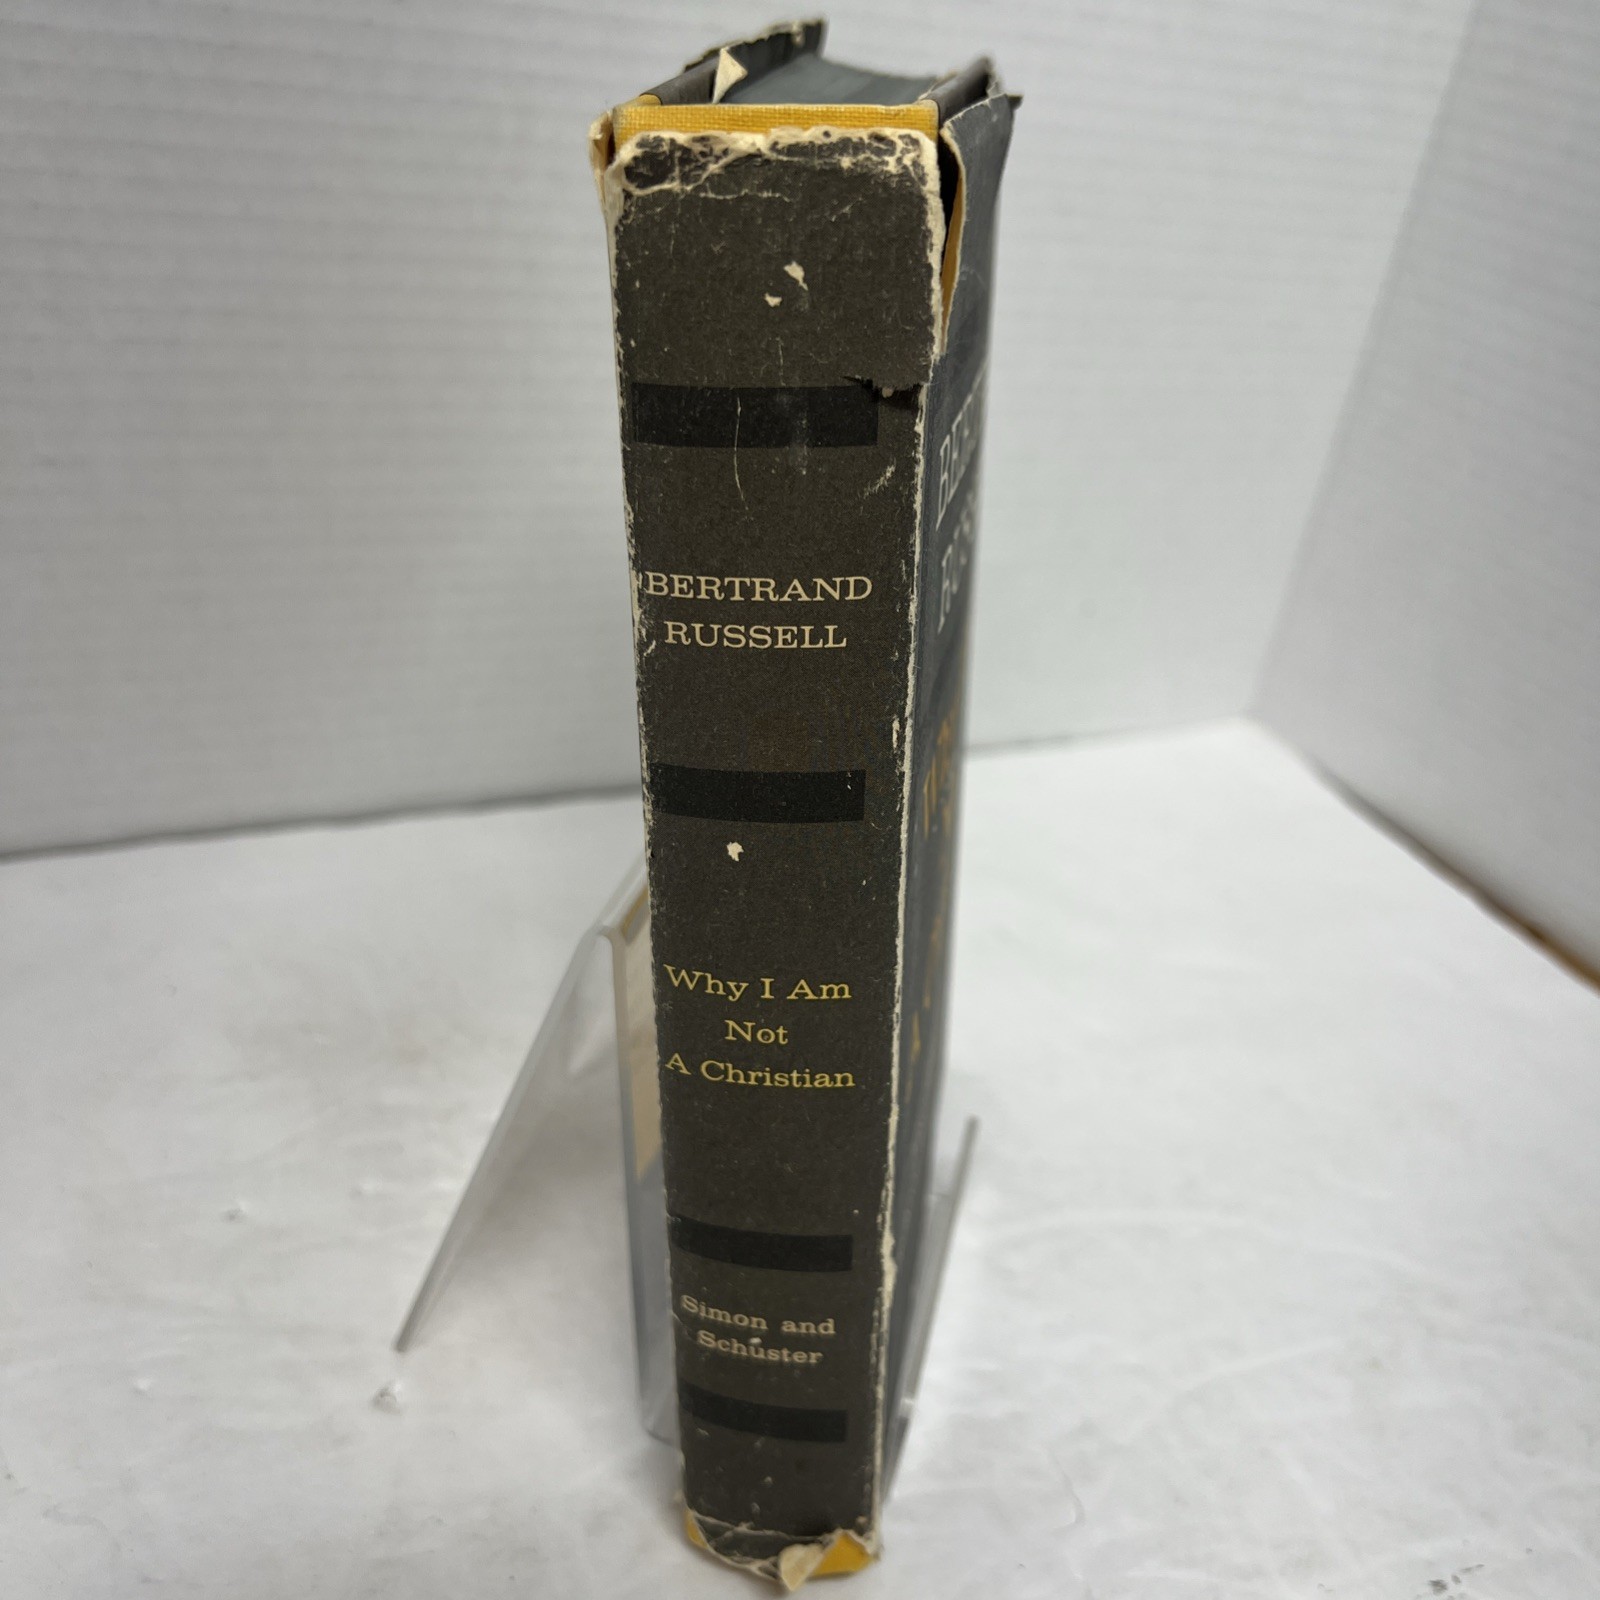 BERTRAND
RUSSELL
Why I Am
Not
A Christian
Simon and
Schuster